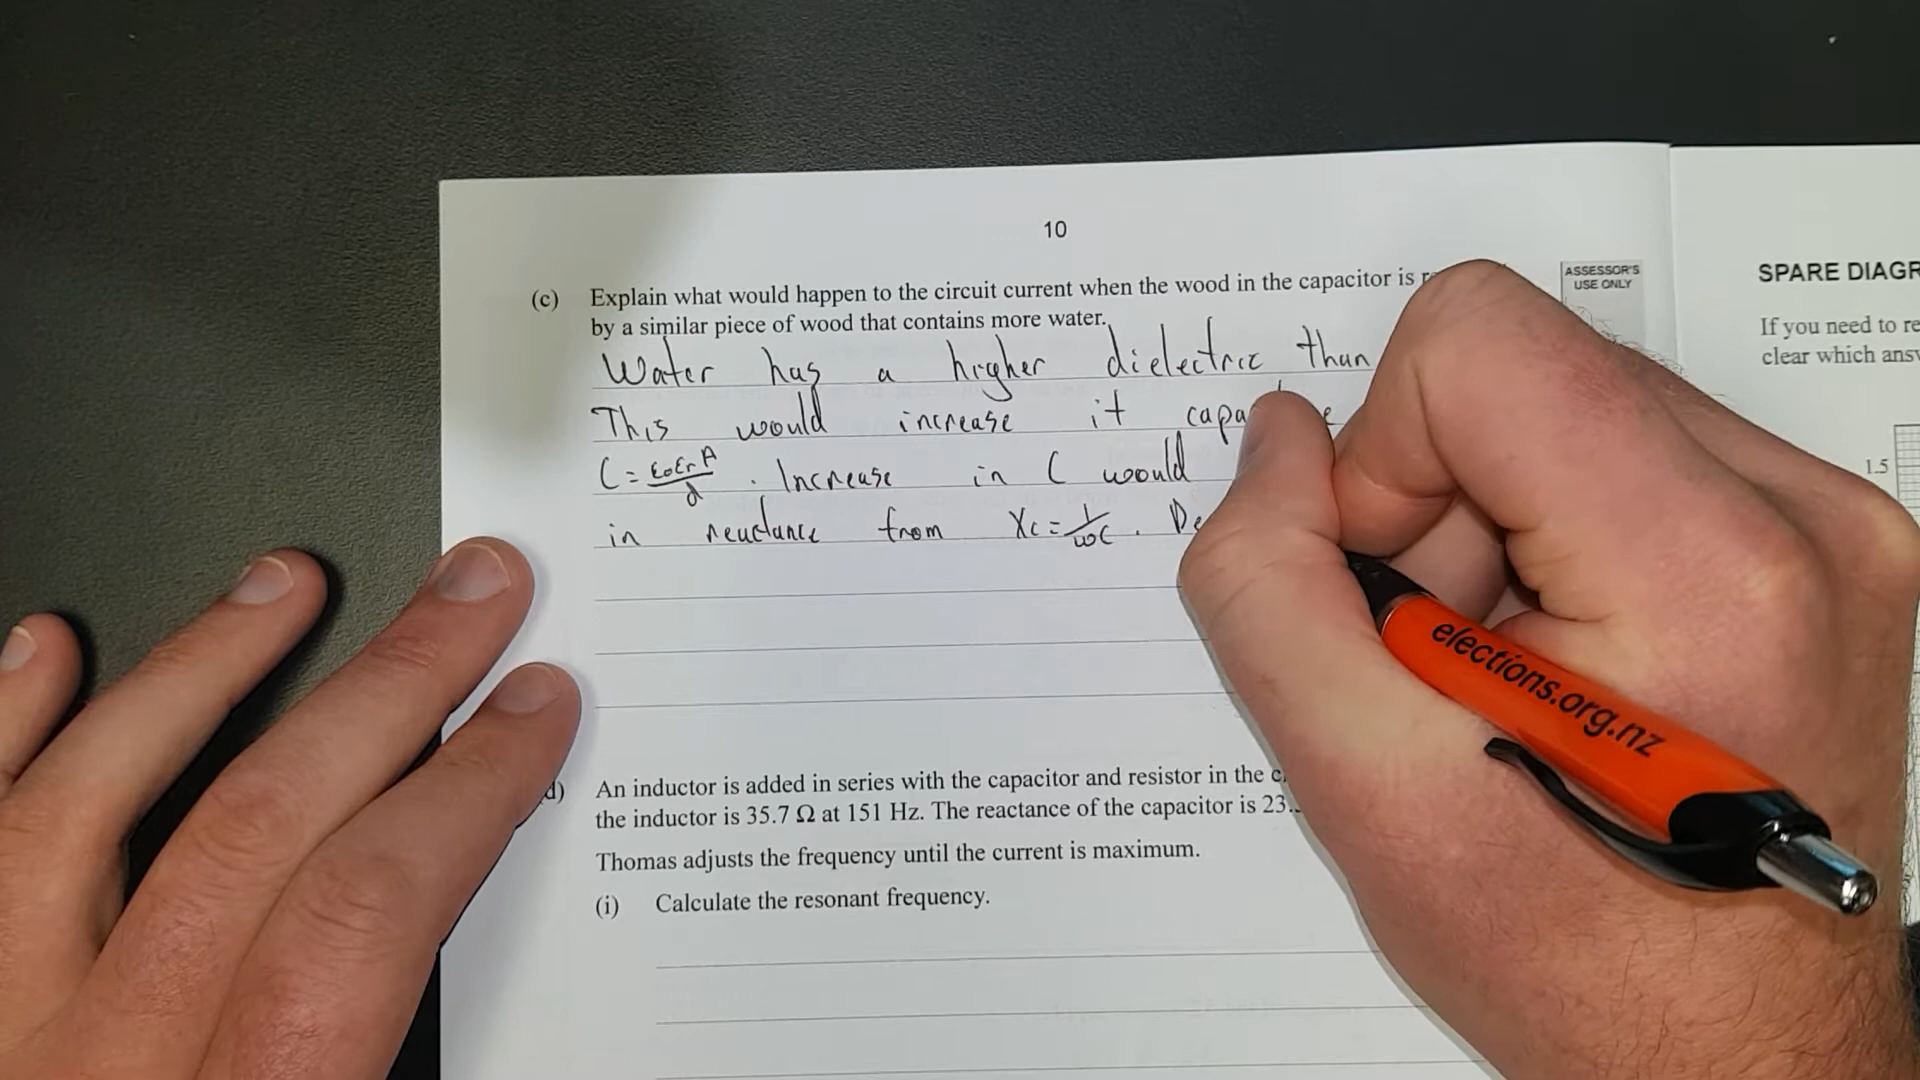 10
(c) Explain what would happen to the circuit current when the wood in the capacitor is
by a similar piece of wood that contains more water.
ASSESSOR'S
USE ONLY
Water has a higher dielectric than
This would increase it
C = ε₀εᵣA/d . Increase in C would
in reactance from Xc = 1/ωC .
(d) An inductor is added in series with the capacitor and resistor in the
the inductor is 35.7 Ω at 151 Hz. The reactance of the capacitor is 23.
Thomas adjusts the frequency until the current is maximum.
(i) Calculate the resonant frequency.
elections.org.nz
SPARE DIAGR
If you need to re
clear which answ
1.5